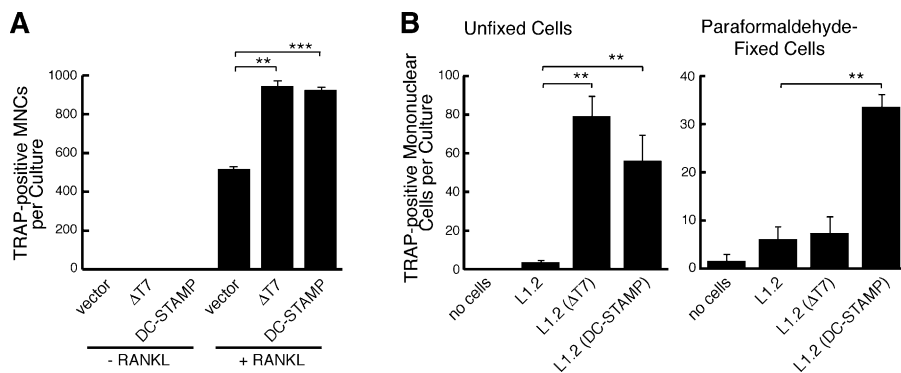 A
TRAP-positive MNCs
per Culture
1000
800
600
400
200
0
**
***
vector
ΔT7
DC-STAMP
vector
ΔT7
DC-STAMP
- RANKL
+ RANKL
B
Unfixed Cells
TRAP-positive Mononuclear
Cells per Culture
100
80
60
40
20
0
**
**
no cells
L1.2
L1.2 (ΔT7)
L1.2 (DC-STAMP)
Paraformaldehyde-
Fixed Cells
40
30
20
10
0
**
no cells
L1.2
L1.2 (ΔT7)
L1.2 (DC-STAMP)